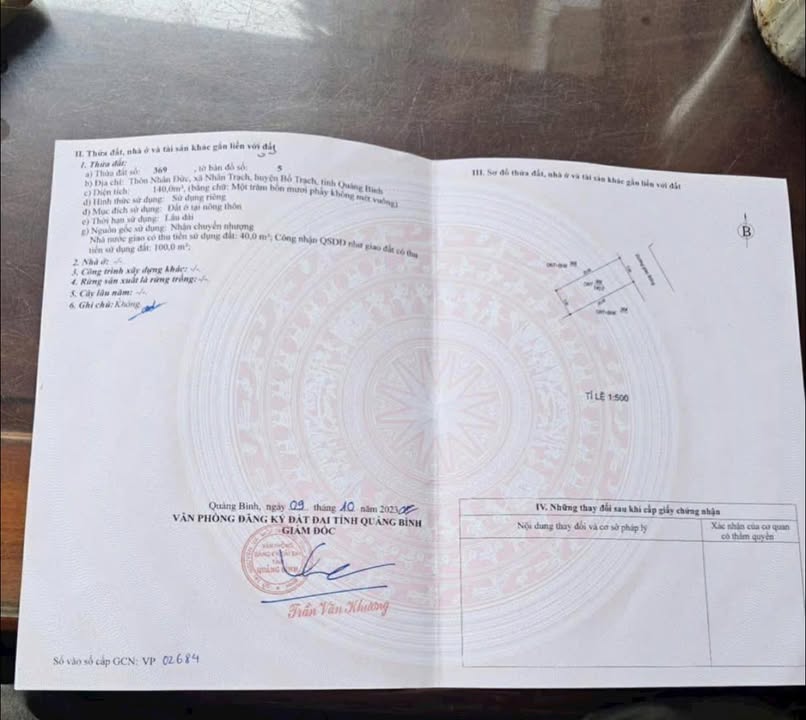 II. Thửa đất, nhà ở và tài sản khác gắn liền với đất
1. Thửa đất:
a) Thửa đất số: 369 , tờ bản đồ số: 5
b) Địa chỉ: Thôn Nhân Đức, xã Nhân Trạch, huyện Bố Trạch, tỉnh Quảng Bình
c) Diện tích: 140,0m², (bằng chữ: Một trăm bốn mươi phẩy không mét vuông)
d) Hình thức sử dụng: Sử dụng riêng
đ) Mục đích sử dụng: Đất ở tại nông thôn
e) Thời hạn sử dụng: Lâu dài
g) Nguồn gốc sử dụng: Nhận chuyển nhượng
Nhà nước giao có thu tiền sử dụng đất: 40,0 m²; Công nhận QSDĐ như giao đất có thu
tiền sử dụng đất: 100,0 m²;
2. Nhà ở: -/-
3. Công trình xây dựng khác: -/-
4. Rừng sản xuất là rừng trồng: -/-
5. Cây lâu năm: -/-
6. Ghi chú: Không
Quảng Bình, ngày 09 tháng 10 năm 2023
VĂN PHÒNG ĐĂNG KÝ ĐẤT ĐAI TỈNH QUẢNG BÌNH
GIÁM ĐỐC
VĂN PHÒNG
ĐĂNG KÝ ĐẤT ĐAI
TỈNH
QUẢNG BÌNH
Trần Văn Khương
Số vào sổ cấp GCN: VP 02684
III. Sơ đồ thửa đất, nhà ở và tài sản khác gắn liền với đất
B
TỈ LỆ 1:500
IV. Những thay đổi sau khi cấp giấy chứng nhận
Nội dung thay đổi và cơ sở pháp lý
Xác nhận của cơ quan
có thẩm quyền